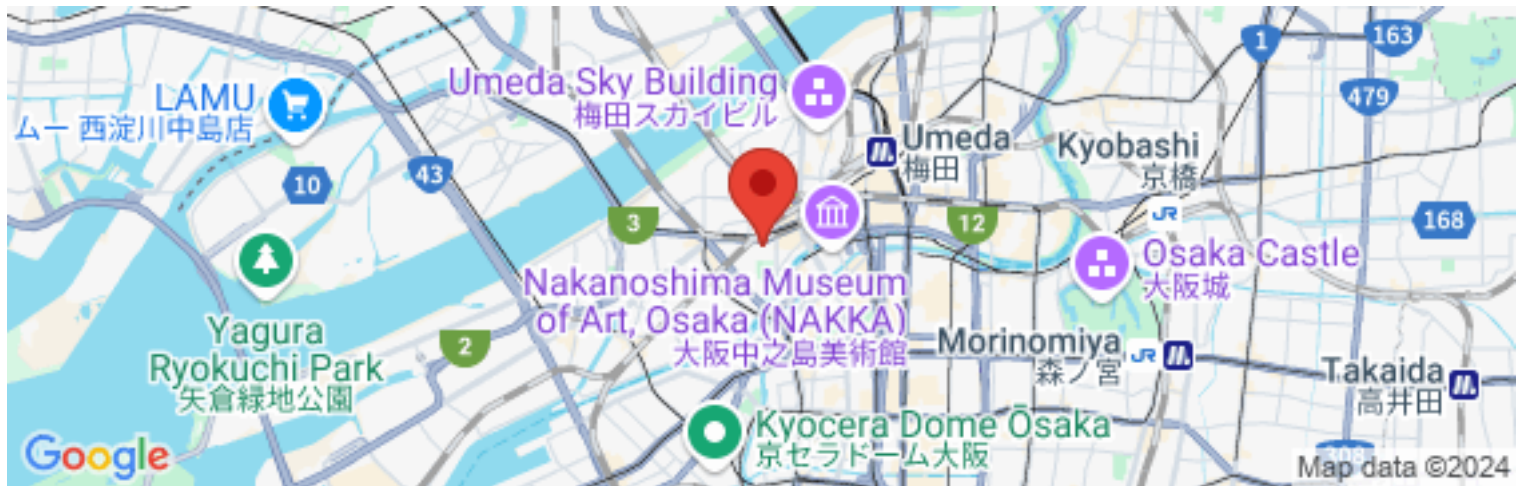 1
163
Umeda Sky Building
梅田スカイビル
LAMU
ムー 西淀川中島店
479
Umeda
梅田
Kyobashi
京橋
43
10
3
12
JR
168
Osaka Castle
大阪城
Nakanoshima Museum
of Art, Osaka (NAKKA)
大阪中之島美術館
Yagura
Ryokuchi Park
矢倉緑地公園
2
Morinomiya
森ノ宮
JR
Takaida
高井田
Kyocera Dome Ōsaka
京セラドーム大阪
308
Google
Map data ©2024